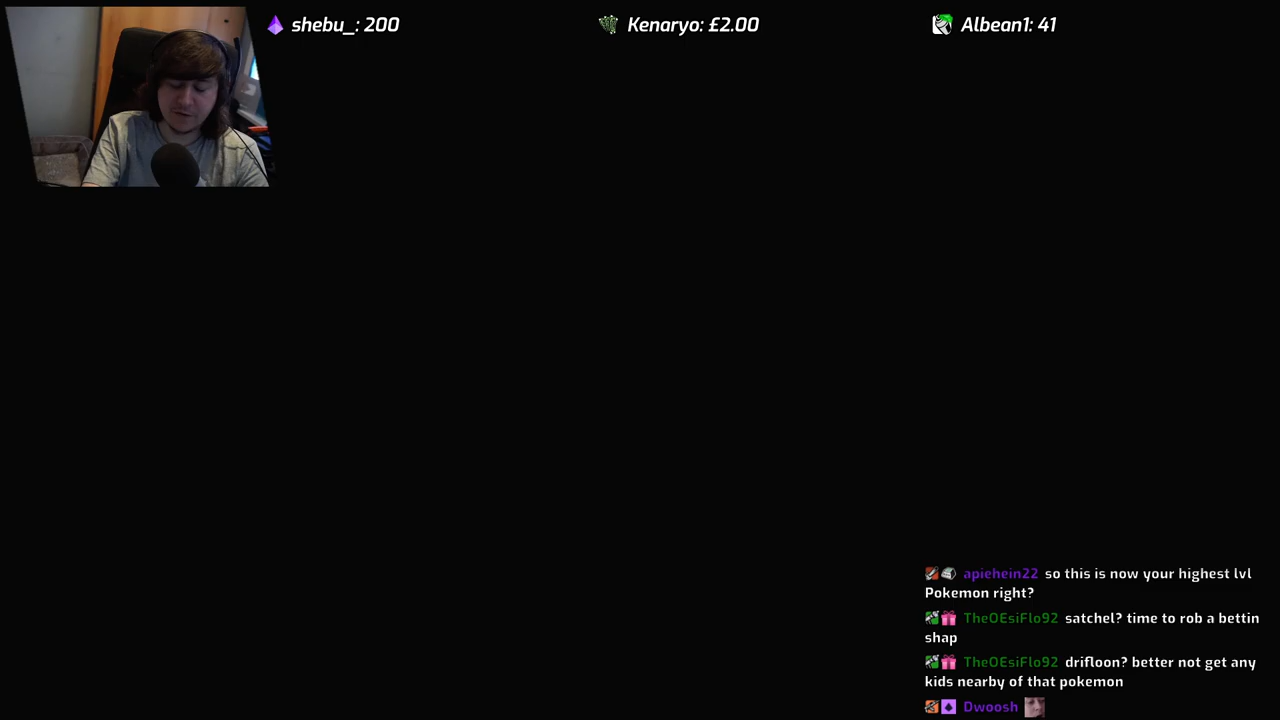 shebu_: 200
Kenaryo: £2.00
Albean1: 41
apiehein22 so this is now your highest lvl
Pokemon right?
TheOEsiFlo92 satchel? time to rob a bettin
shap
TheOEsiFlo92 drifloon? better not get any
kids nearby of that pokemon
Dwoosh